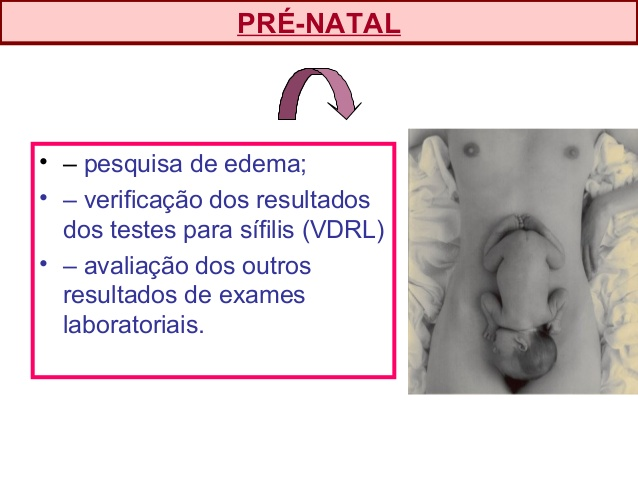 PRÉ-NATAL
• – pesquisa de edema;
• – verificação dos resultados
dos testes para sífilis (VDRL)
• – avaliação dos outros
resultados de exames
laboratoriais.